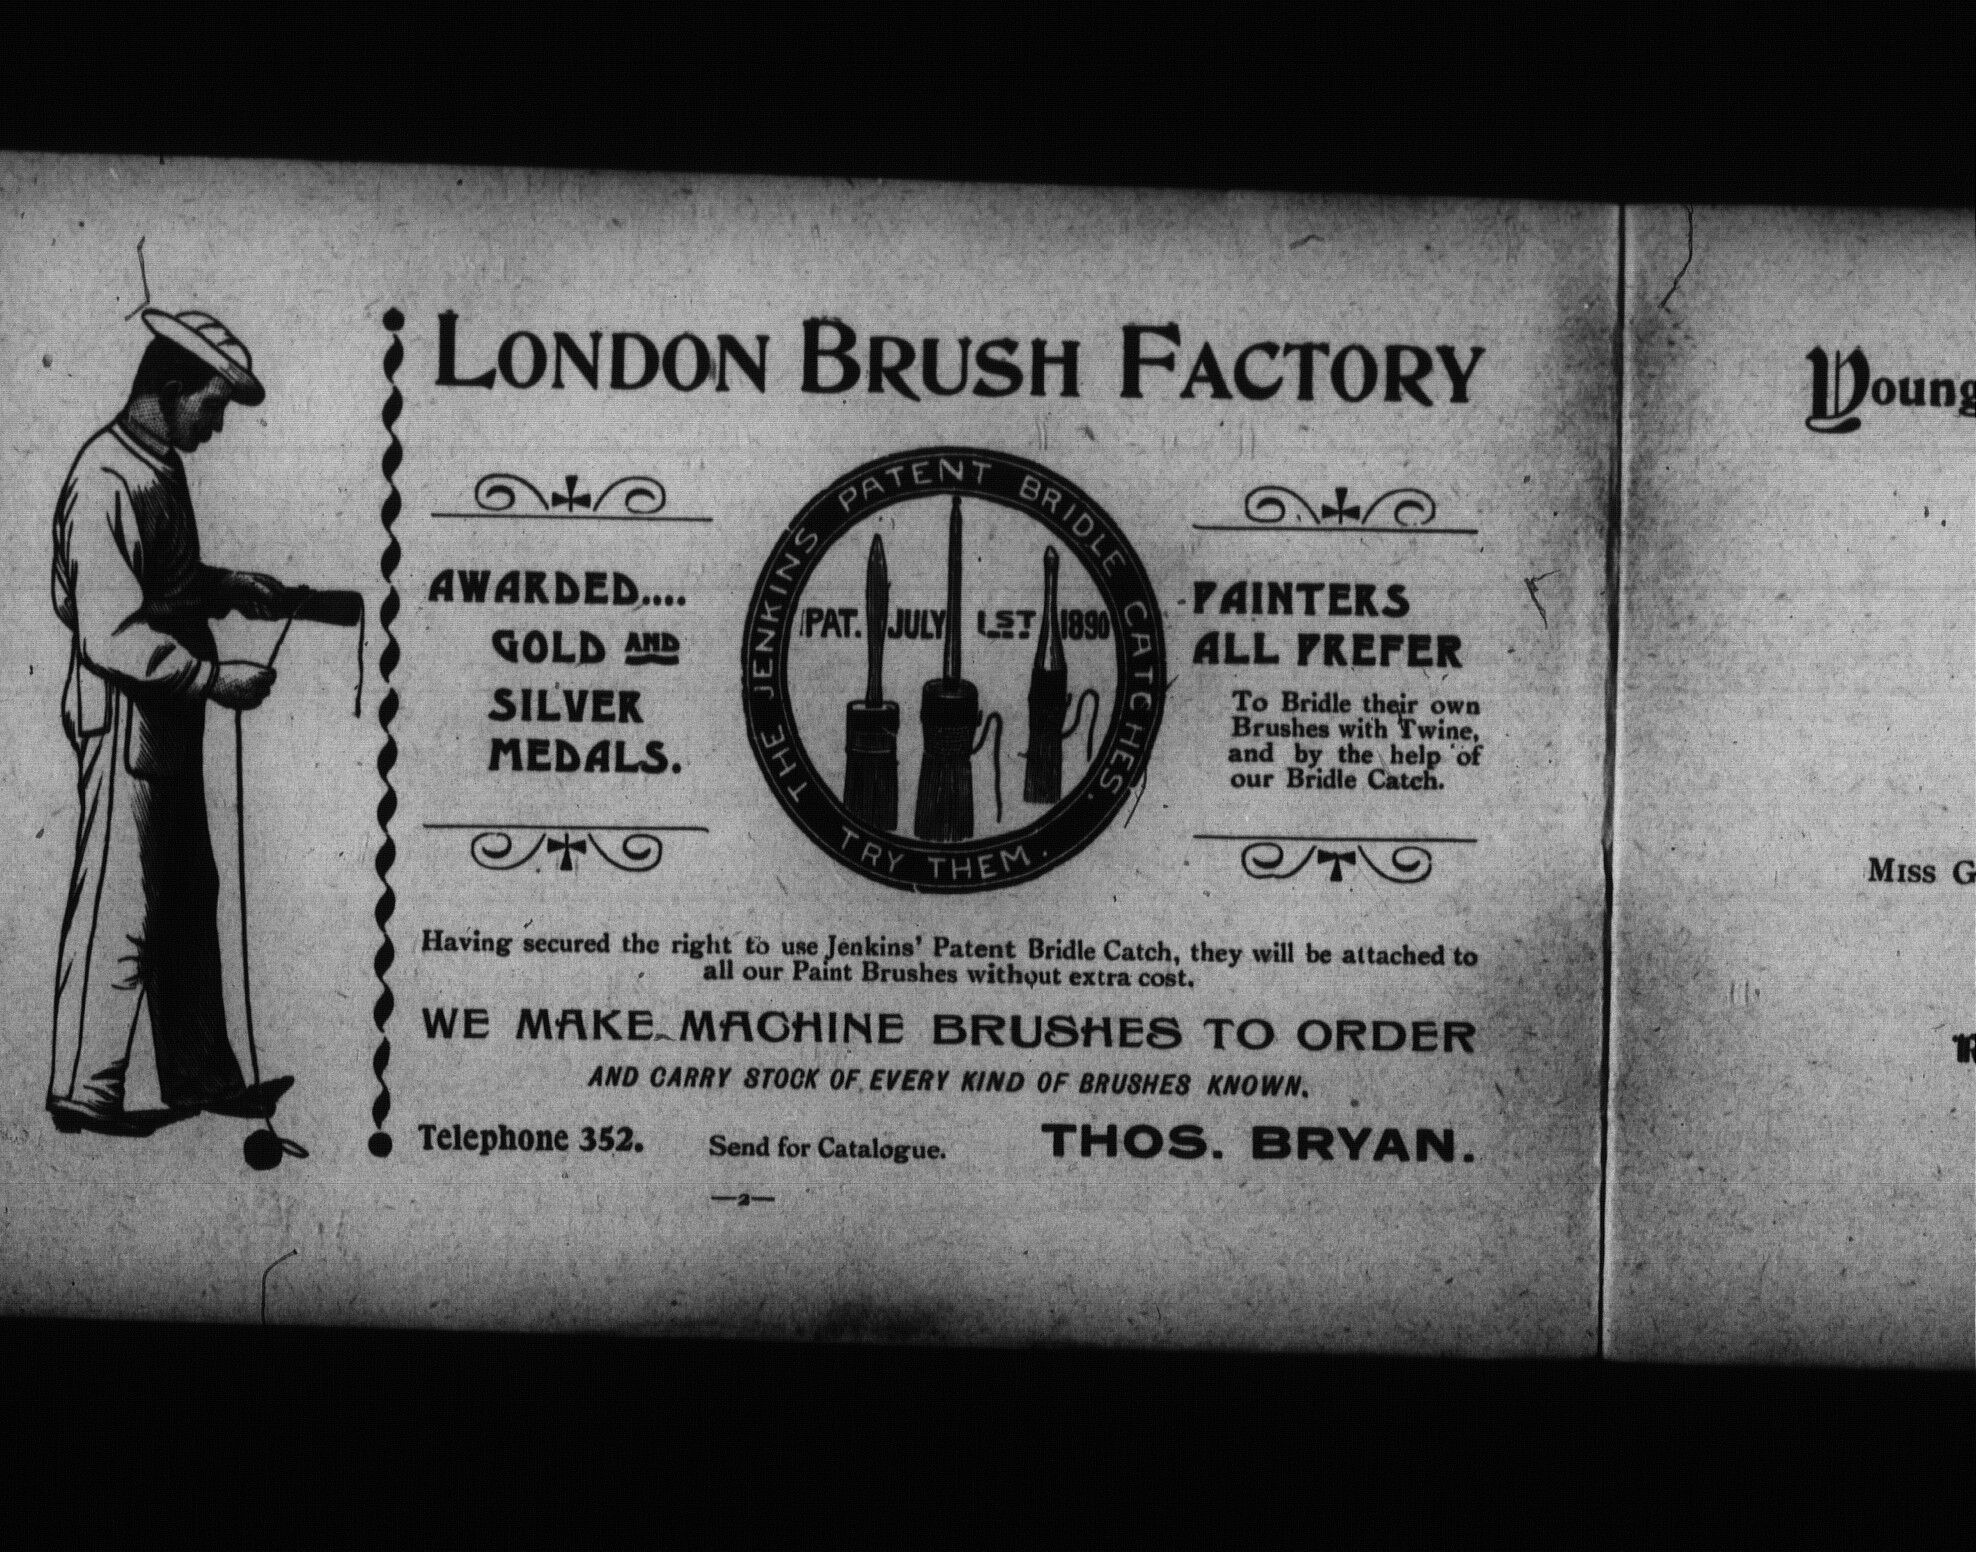 LONDON BRUSH FACTORY
AWARDED....
GOLD AND
SILVER
MEDALS.
THE JENKINS PATENT BRIDLE CATCHES.
PAT. JULY 1ST 1890
TRY THEM.
PAINTERS
ALL PREFER
To Bridle their own
Brushes with Twine,
and by the help of
our Bridle Catch.
Having secured the right to use Jenkins' Patent Bridle Catch, they will be attached to
all our Paint Brushes without extra cost.
WE MAKE MACHINE BRUSHES TO ORDER
AND CARRY STOCK OF EVERY KIND OF BRUSHES KNOWN.
Telephone 352. Send for Catalogue. THOS. BRYAN.
—2—
Young
MISS G